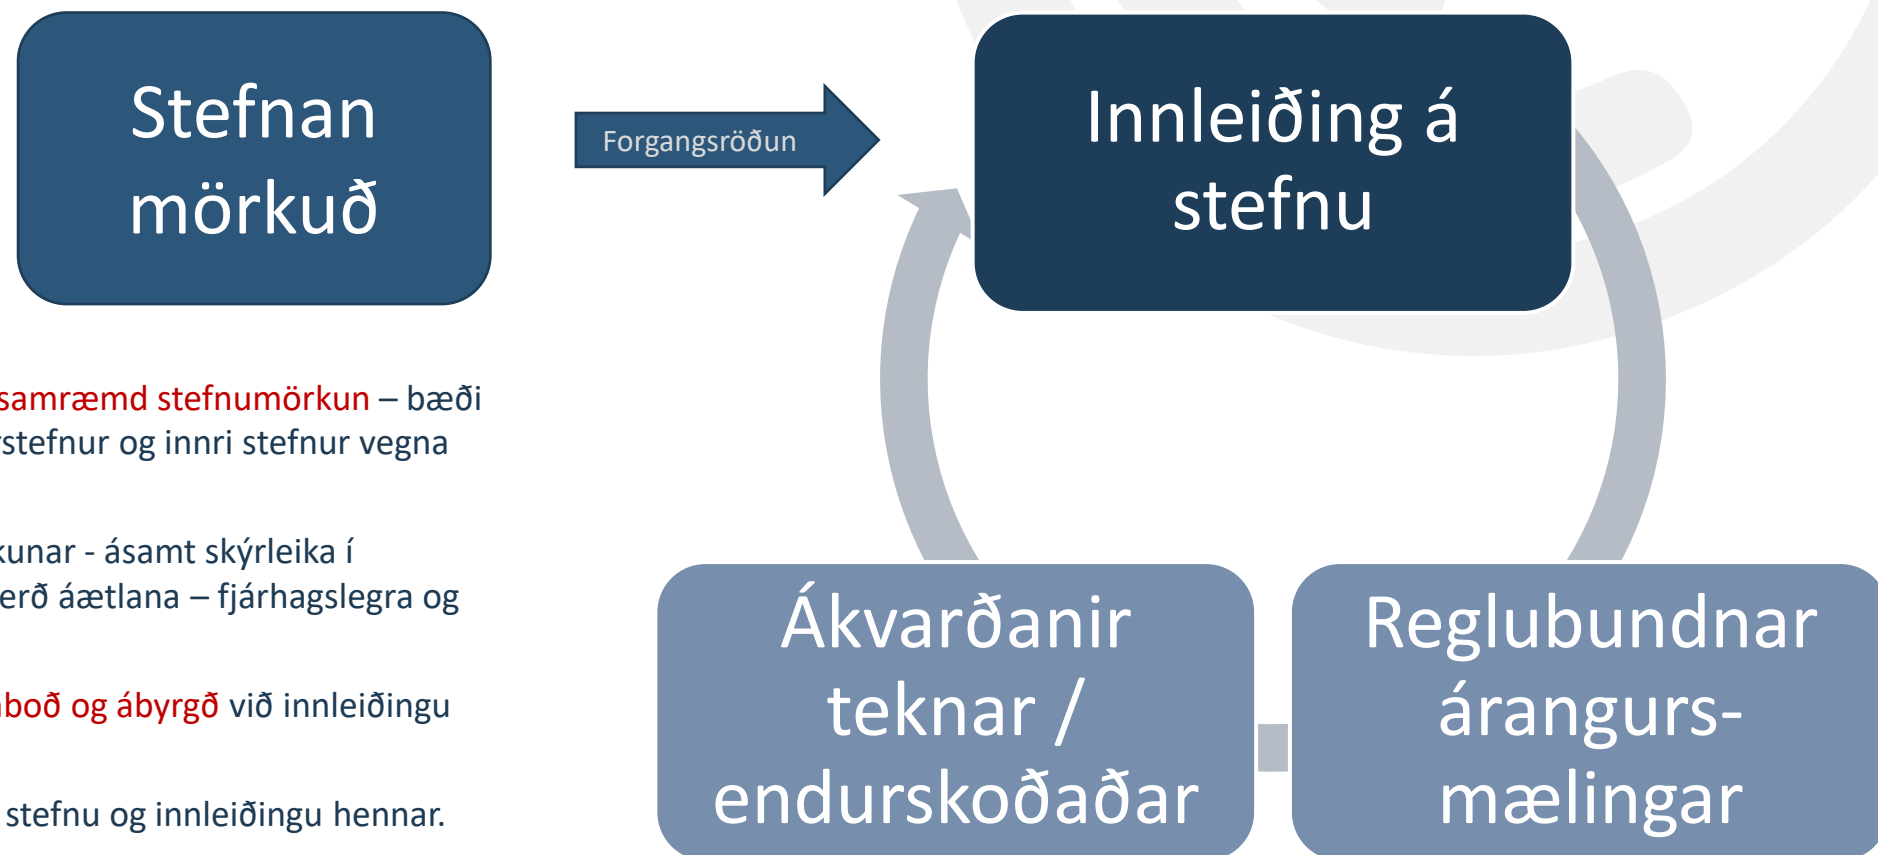 Stefnan
mörkuð
Forgangsröðun
Innleiðing á
stefnu
samræmd stefnumörkun – bæði
rstefnur og innri stefnur vegna
kunar - ásamt skýrleika í
erð áætlana – fjárhagslegra og
boð og ábyrgð við innleiðingu
stefnu og innleiðingu hennar.
Ákvarðanir
teknar /
endurskoðaðar
Reglubundnar
árangurs-
mælingar